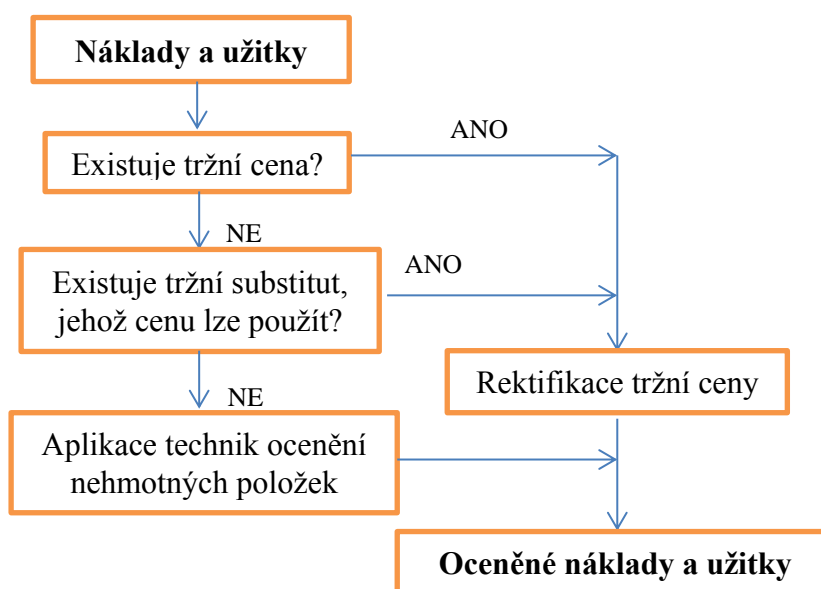 Náklady a užitky
ANO
Existuje tržní cena?
NE
ANO
Existuje tržní substitut,
jehož cenu lze použít?
Rektifikace tržní ceny
NE
Aplikace technik ocenění
nehmotných položek
Oceněné náklady a užitky